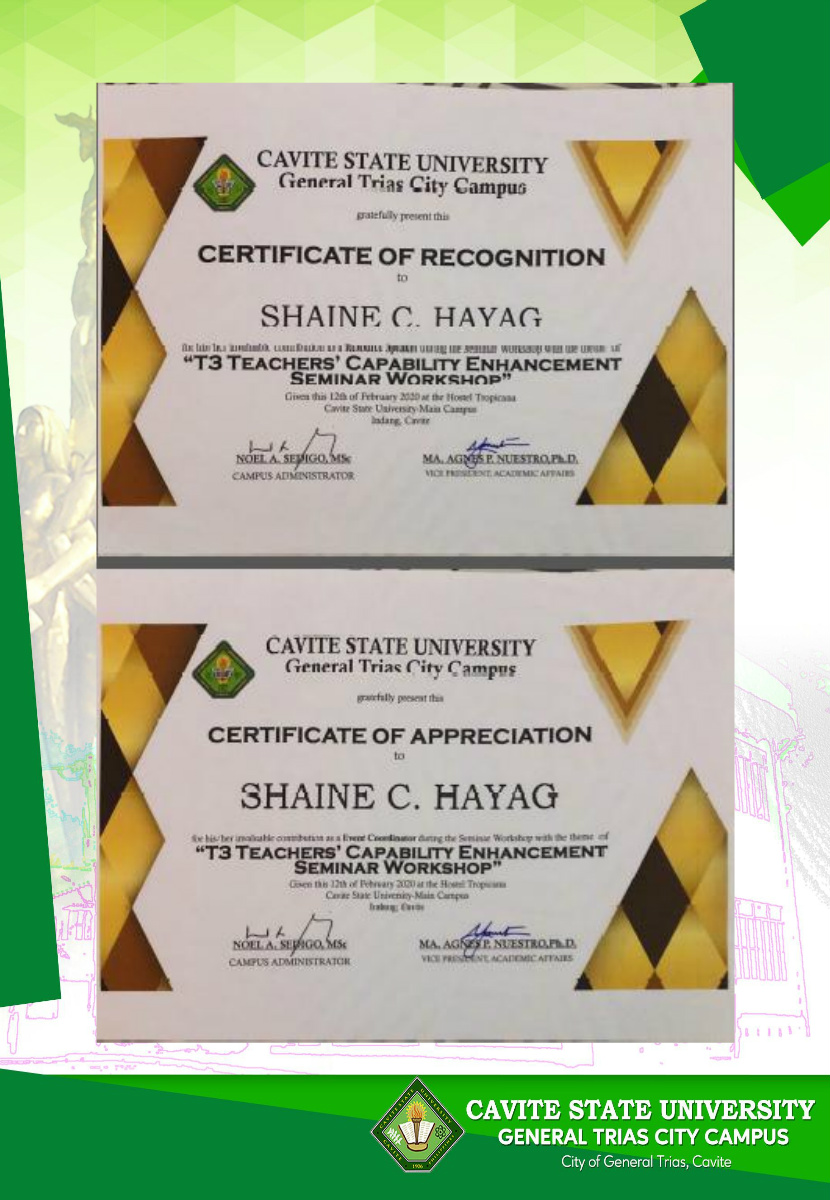 CAVITE STATE UNIVERSITY
General Trias City Campus
gratefully present this
CERTIFICATE OF RECOGNITION
to
SHAINE C. HAYAG
for his/her invaluable contribution as a Resource Speaker during the Seminar Workshop with the theme of
“T3 TEACHERS’ CAPABILITY ENHANCEMENT
SEMINAR WORKSHOP”
Given this 12th of February 2020 at the Hostel Tropicana
Cavite State University-Main Campus
Indang, Cavite
NOEL A. SEDIGO, MSc
MA. AGNES P. NUESTRO, Ph.D.
CAMPUS ADMINISTRATOR
VICE PRESIDENT, ACADEMIC AFFAIRS
CAVITE STATE UNIVERSITY
General Trias City Campus
gratefully present this
CERTIFICATE OF APPRECIATION
to
SHAINE C. HAYAG
for his/her invaluable contribution as a Event Coordinator during the Seminar Workshop with the theme of
“T3 TEACHERS’ CAPABILITY ENHANCEMENT
SEMINAR WORKSHOP”
Given this 12th of February 2020 at the Hostel Tropicana
Cavite State University-Main Campus
Indang, Cavite
NOEL A. SEDIGO, MSc
MA. AGNES P. NUESTRO, Ph.D.
CAMPUS ADMINISTRATOR
VICE PRESIDENT, ACADEMIC AFFAIRS
CAVITE STATE UNIVERSITY
GENERAL TRIAS CITY CAMPUS
City of General Trias, Cavite